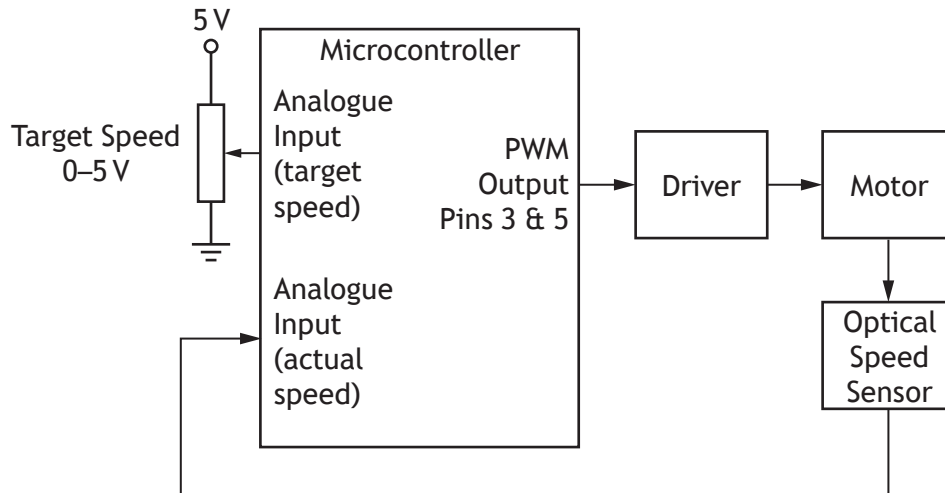 5 V
Microcontroller
Target Speed
0–5 V
Analogue
Input
(target
speed)
PWM
Output
Pins 3 & 5
Driver
Motor
Analogue
Input
(actual
speed)
Optical
Speed
Sensor